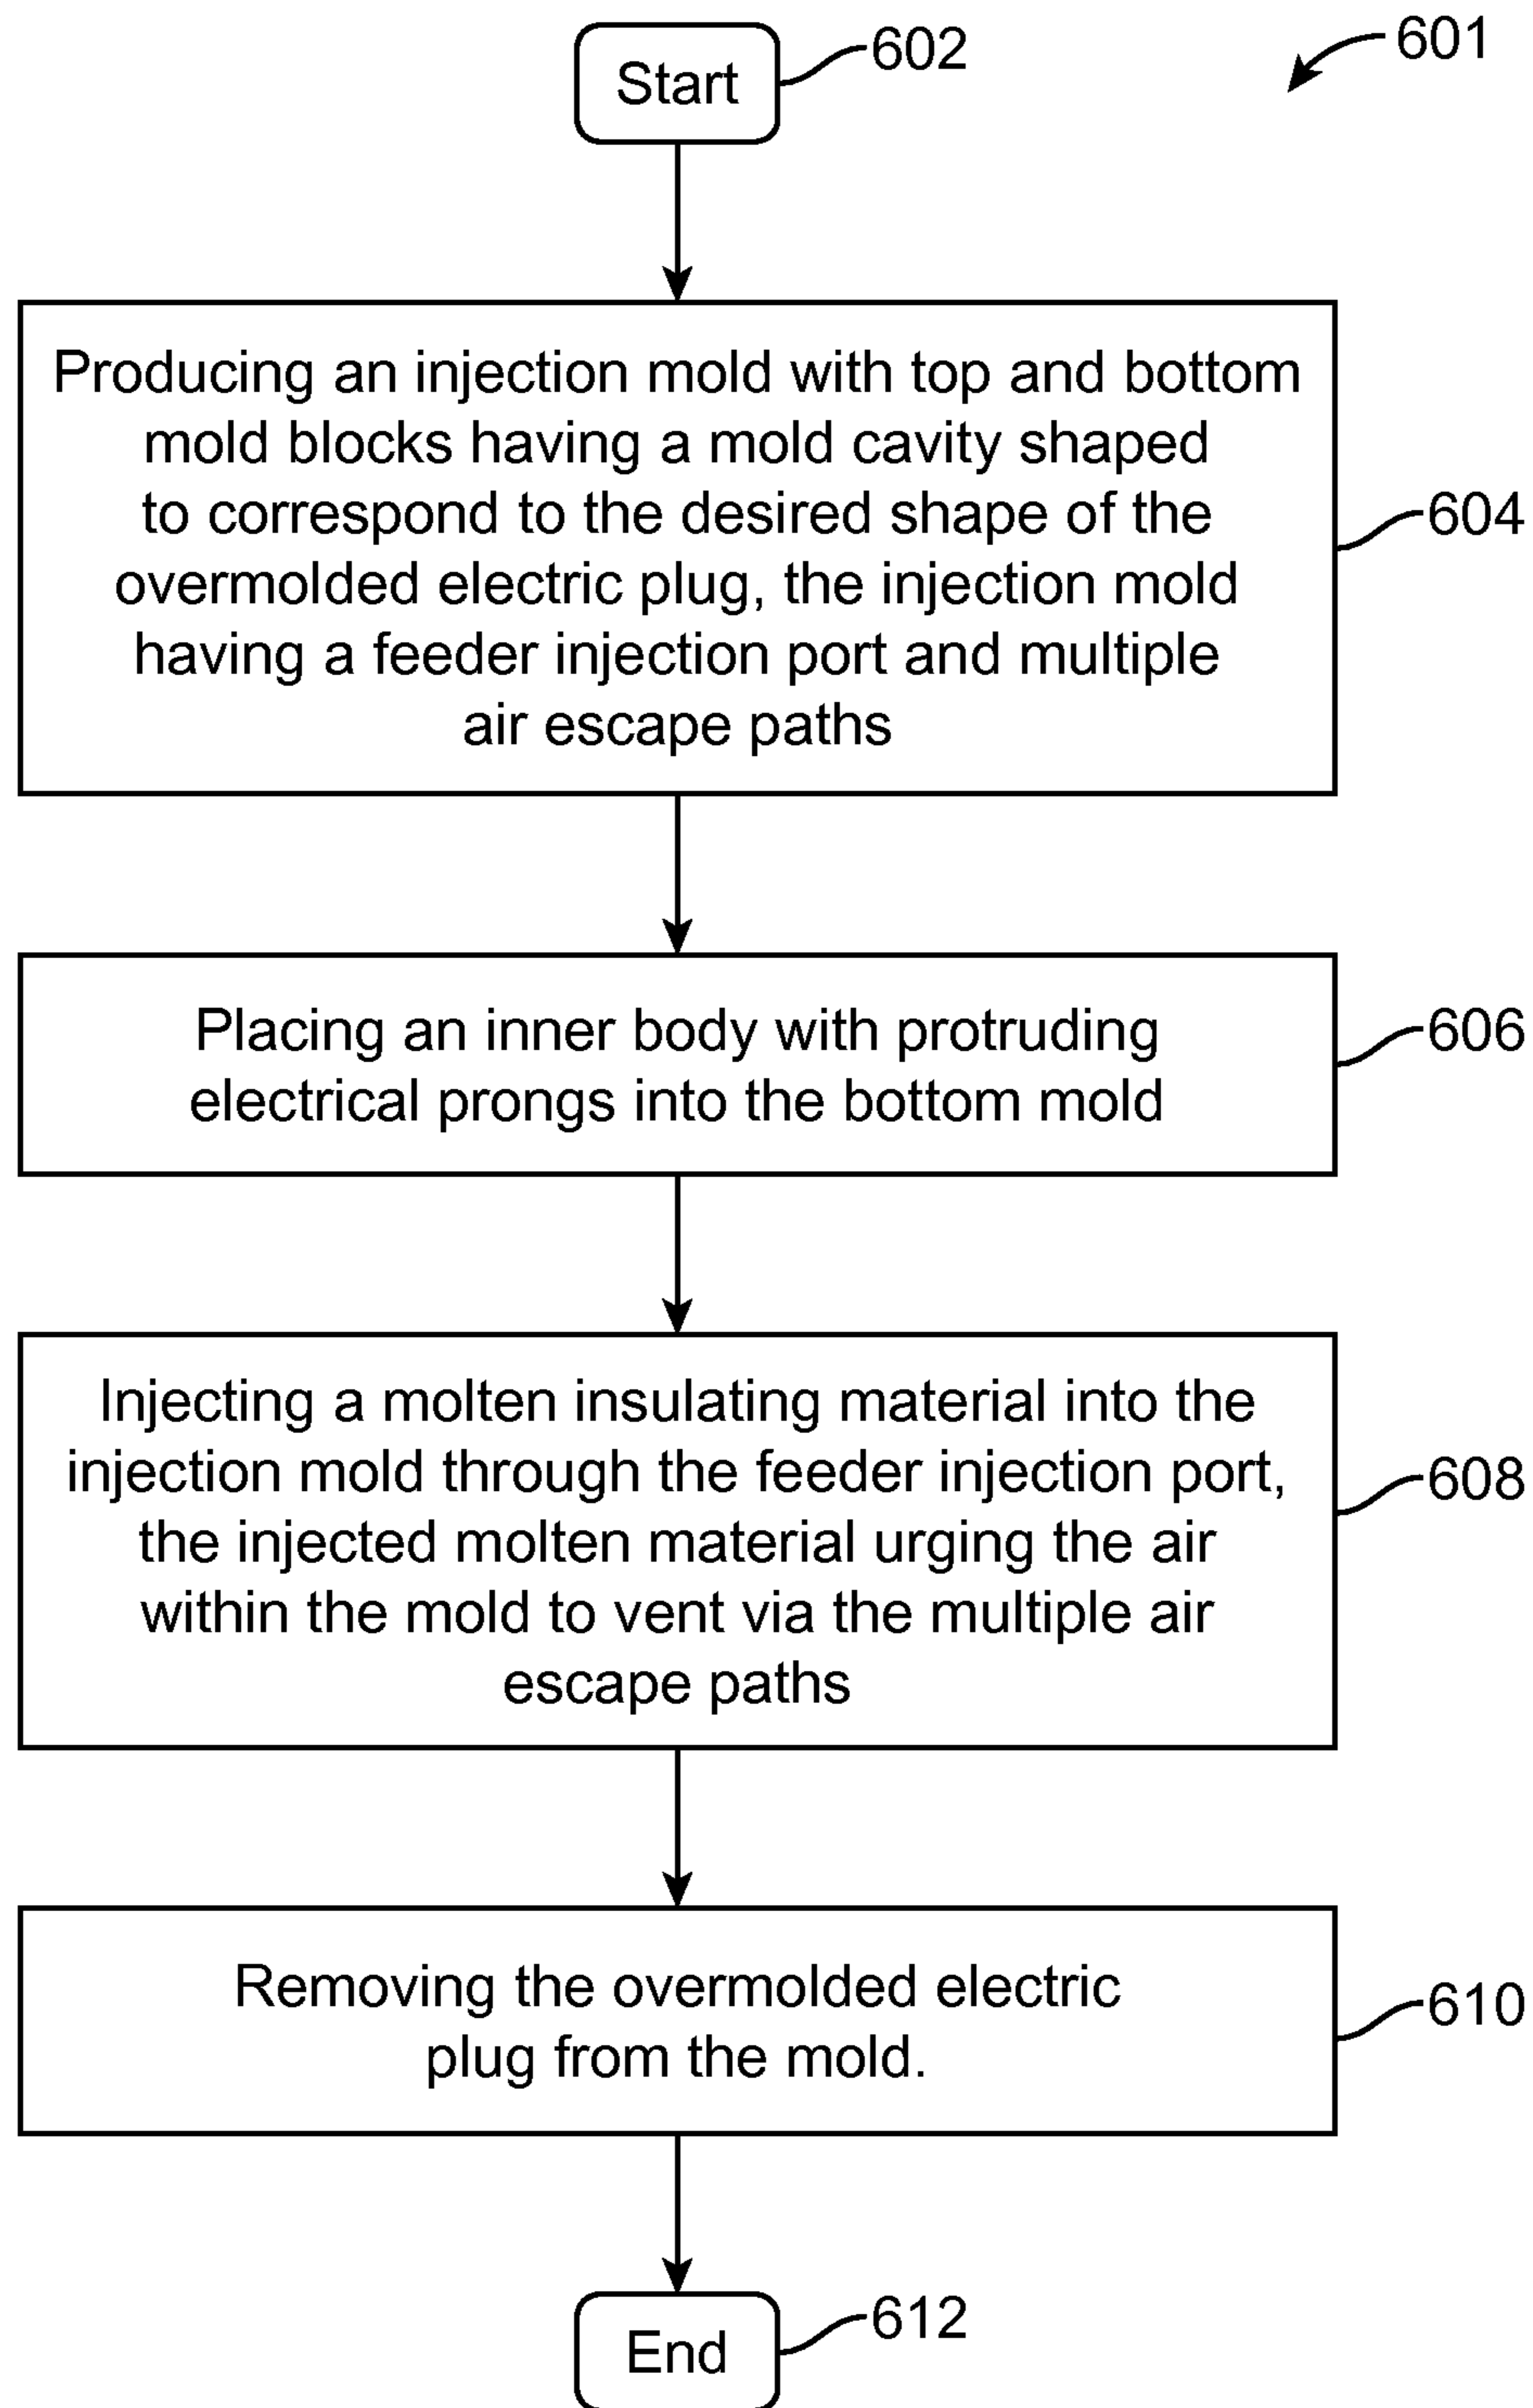 601
Start
602
Producing an injection mold with top and bottom
mold blocks having a mold cavity shaped
to correspond to the desired shape of the
overmolded electric plug, the injection mold
having a feeder injection port and multiple
air escape paths
604
Placing an inner body with protruding
electrical prongs into the bottom mold
606
Injecting a molten insulating material into the
injection mold through the feeder injection port,
the injected molten material urging the air
within the mold to vent via the multiple air
escape paths
608
Removing the overmolded electric
plug from the mold.
610
End
612